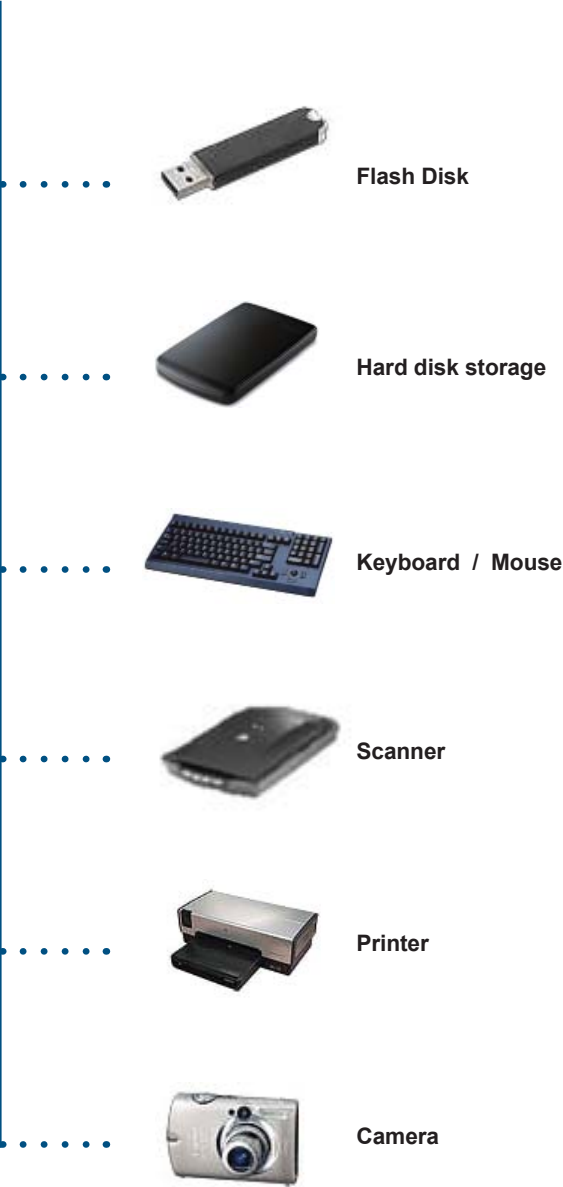 Flash Disk
Hard disk storage
Keyboard / Mouse
Scanner
Printer
Camera